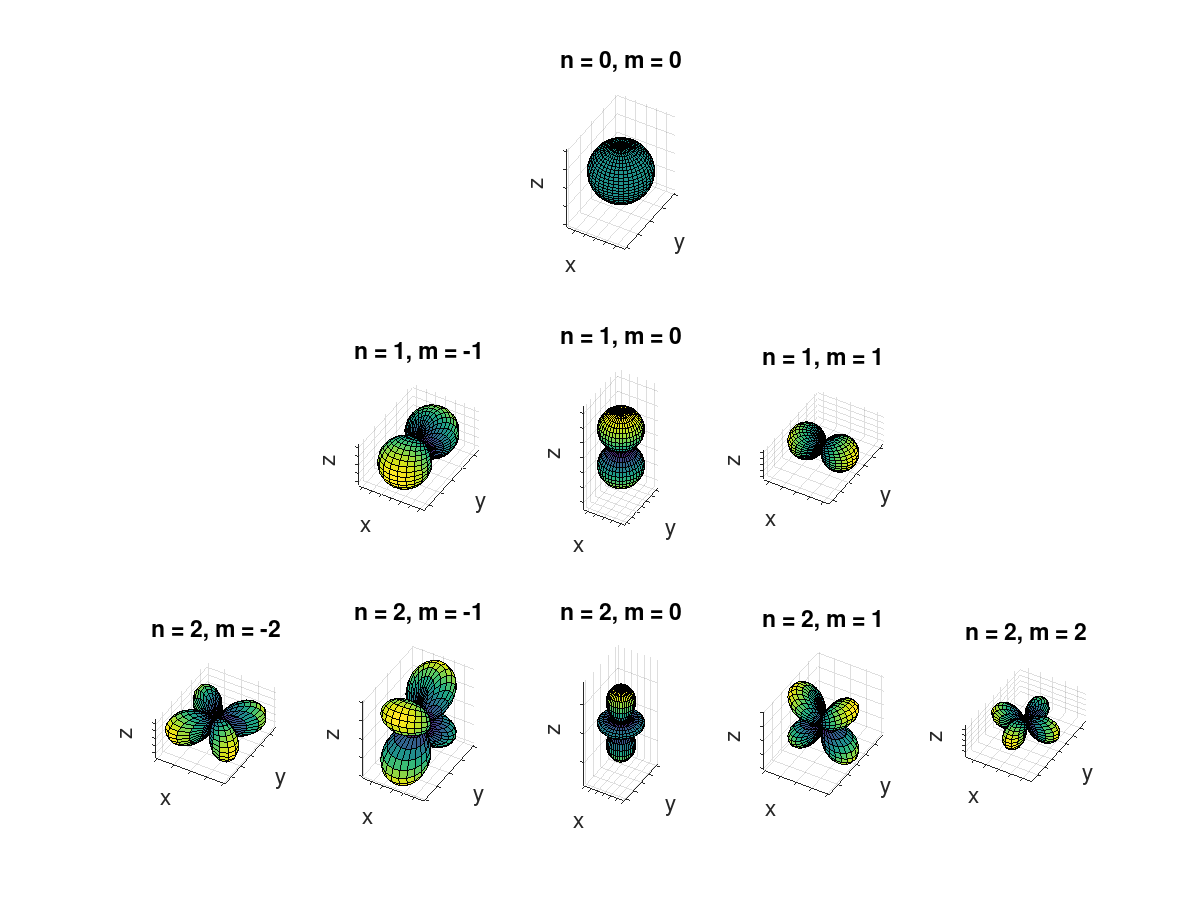 n = 0, m = 0
z
x
y
n = 1, m = -1
z
x
y
n = 1, m = 0
z
x
y
n = 1, m = 1
z
x
y
n = 2, m = -2
z
x
y
n = 2, m = -1
z
x
y
n = 2, m = 0
z
x
y
n = 2, m = 1
z
x
y
n = 2, m = 2
z
x
y